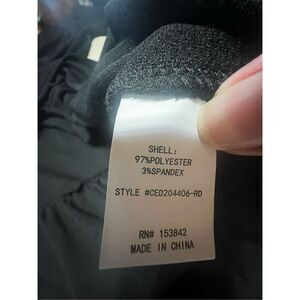 SHELL:
97%POLYESTER
3%SPANDEX
STYLE #CED204406-RD
RN# 153842
MADE IN CHINA